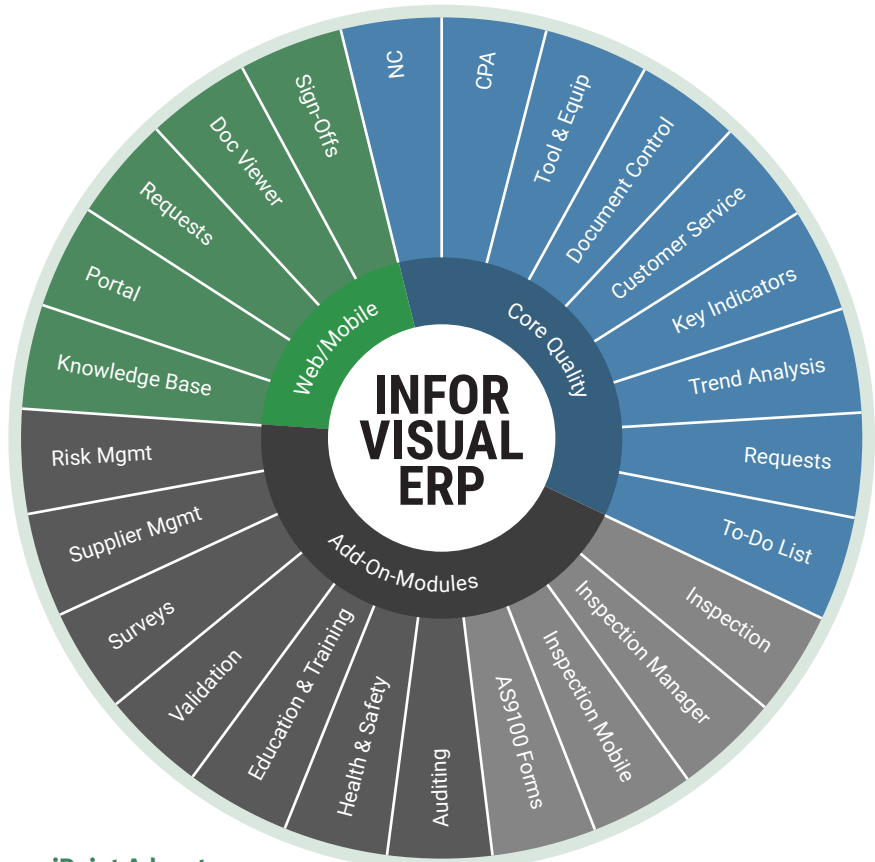 INFOR
VISUAL
ERP
Web/Mobile
Core Quality
Add-On-Modules
NC
CPA
Tool & Equip
Document Control
Customer Service
Key Indicators
Trend Analysis
Requests
To-Do List
Inspection
Inspection Manager
Inspection Mobile
AS9100 Forms
Auditing
Health & Safety
Education & Training
Validation
Surveys
Supplier Mgmt
Risk Mgmt
Knowledge Base
Portal
Requests
Doc Viewer
Sign-Offs